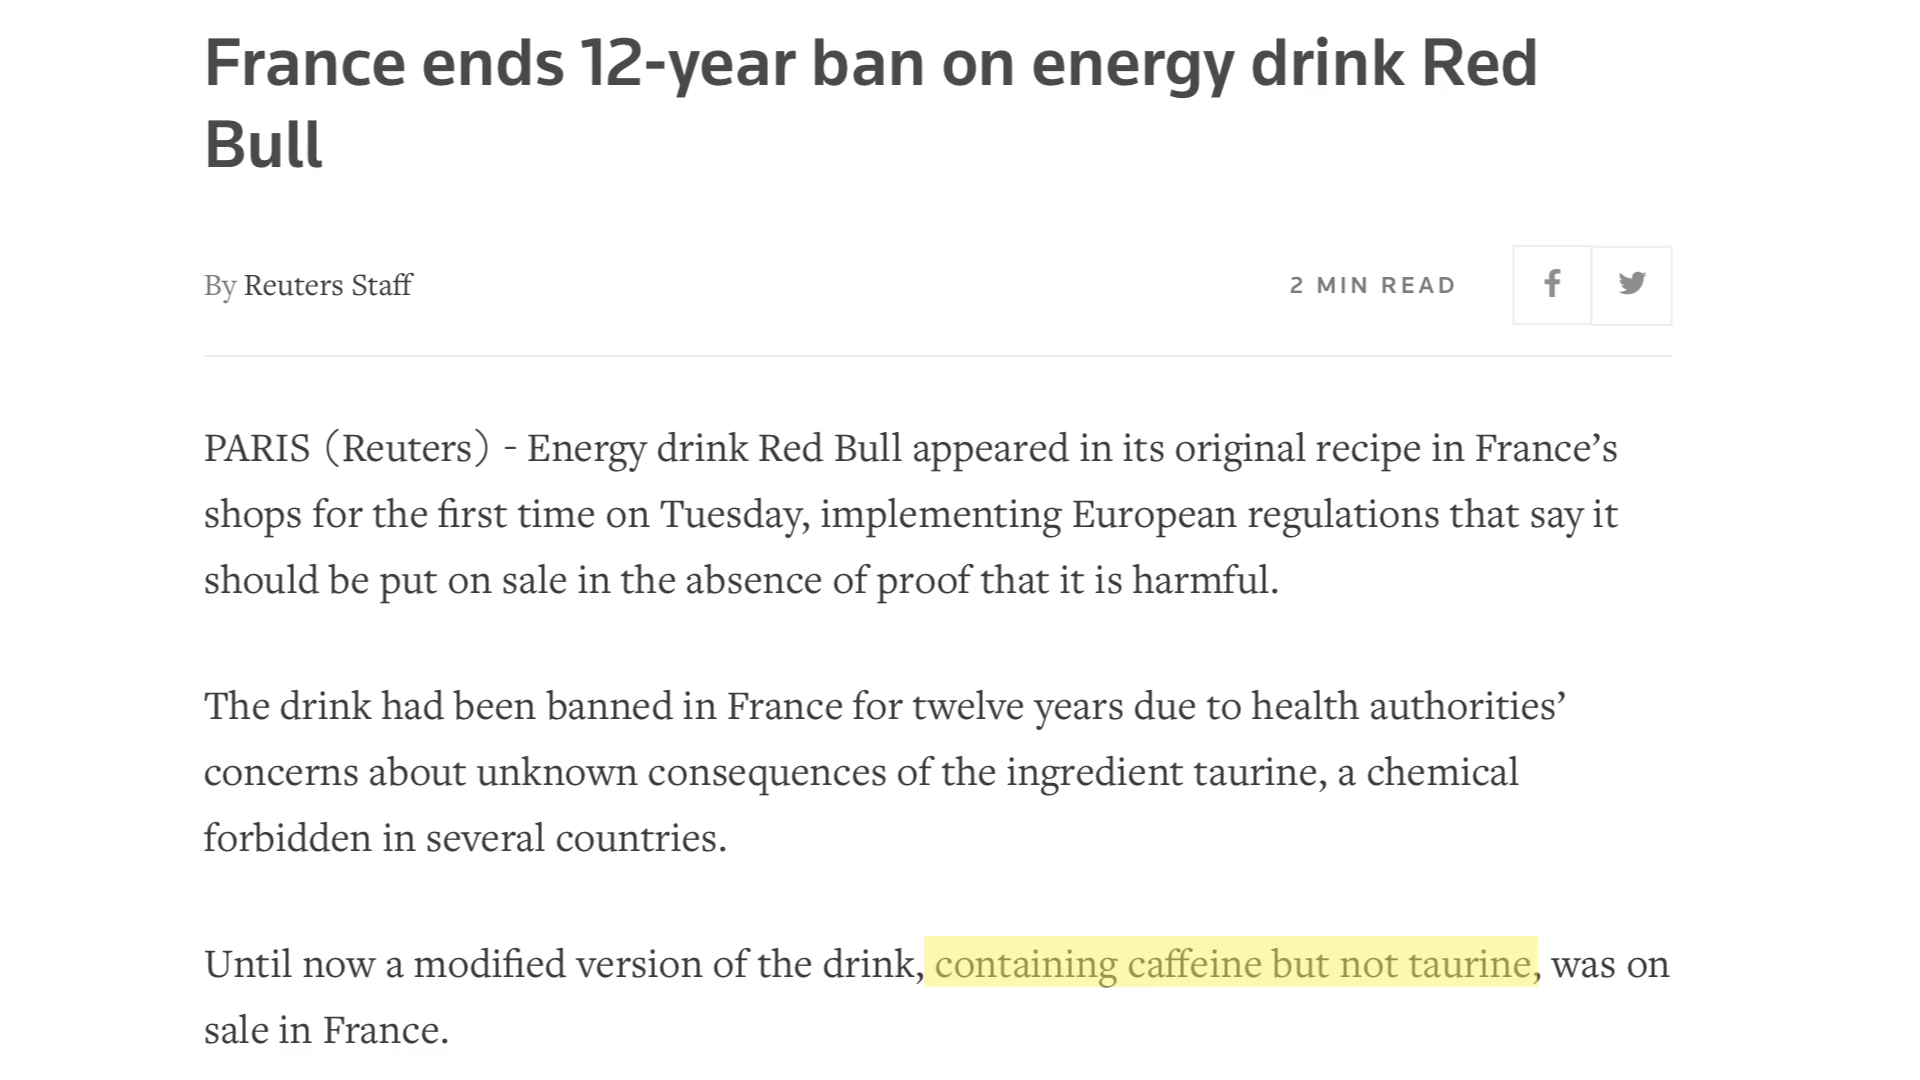 France ends 12-year ban on energy drink Red
Bull
By Reuters Staff
2 MIN READ
PARIS (Reuters) - Energy drink Red Bull appeared in its original recipe in France’s
shops for the first time on Tuesday, implementing European regulations that say it
should be put on sale in the absence of proof that it is harmful.
The drink had been banned in France for twelve years due to health authorities’
concerns about unknown consequences of the ingredient taurine, a chemical
forbidden in several countries.
Until now a modified version of the drink, containing caffeine but not taurine, was on
sale in France.